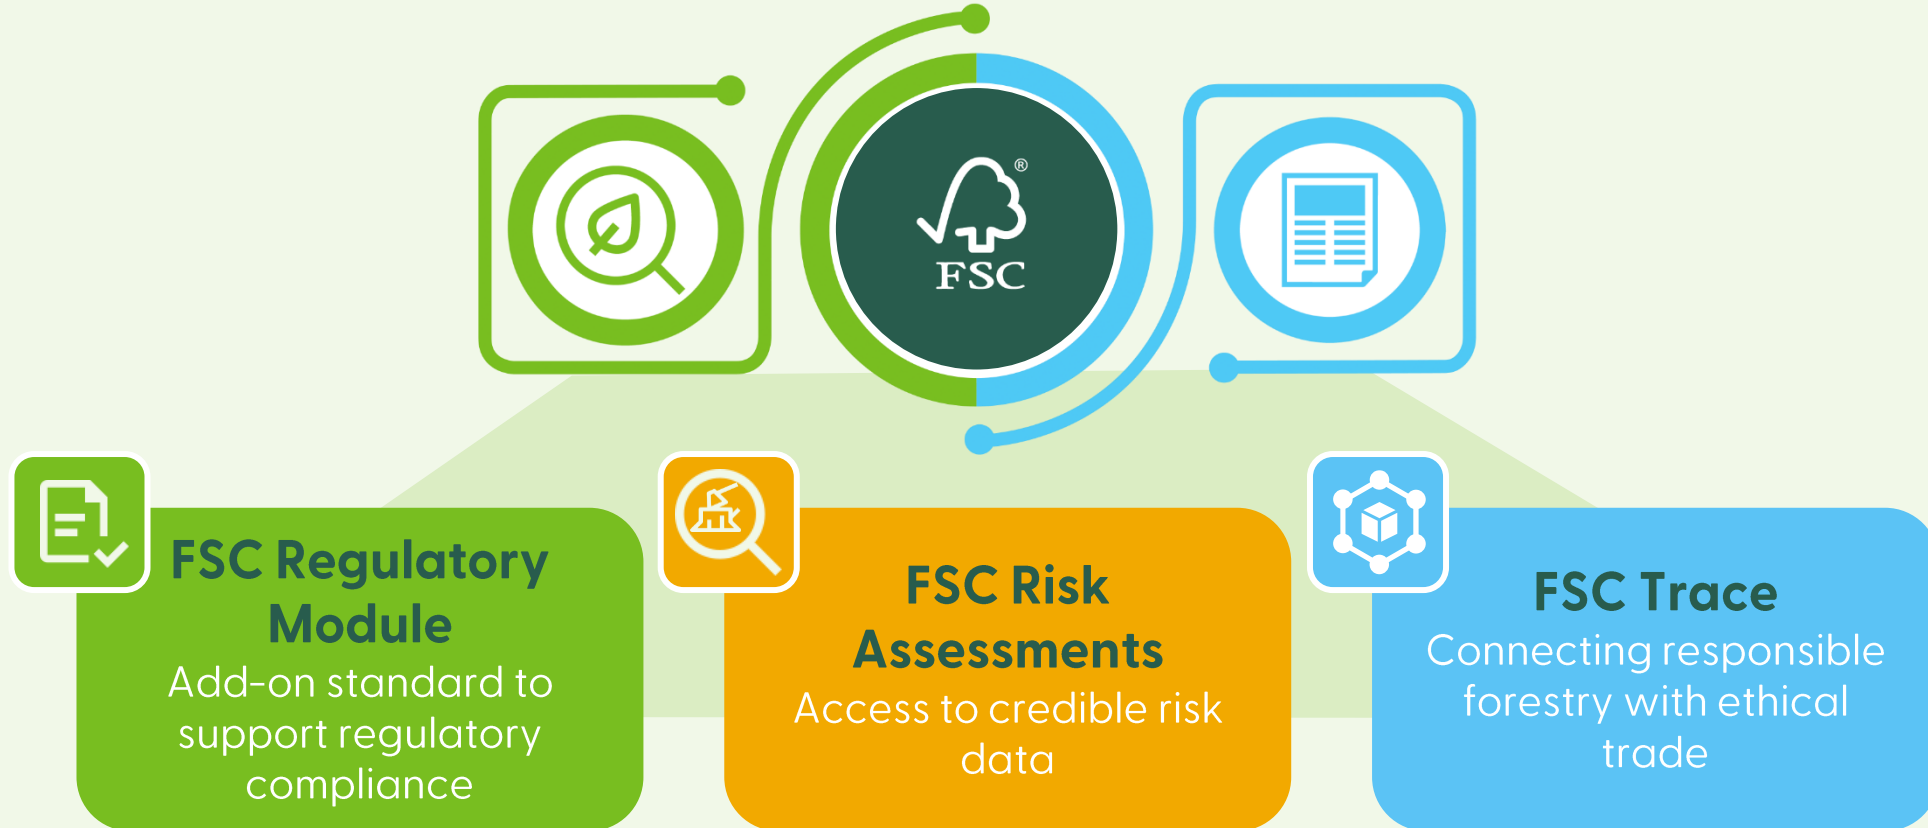 ®
FSC
FSC Regulatory
Module
Add-on standard to
support regulatory
compliance
FSC Risk
Assessments
Access to credible risk
data
FSC Trace
Connecting responsible
forestry with ethical
trade